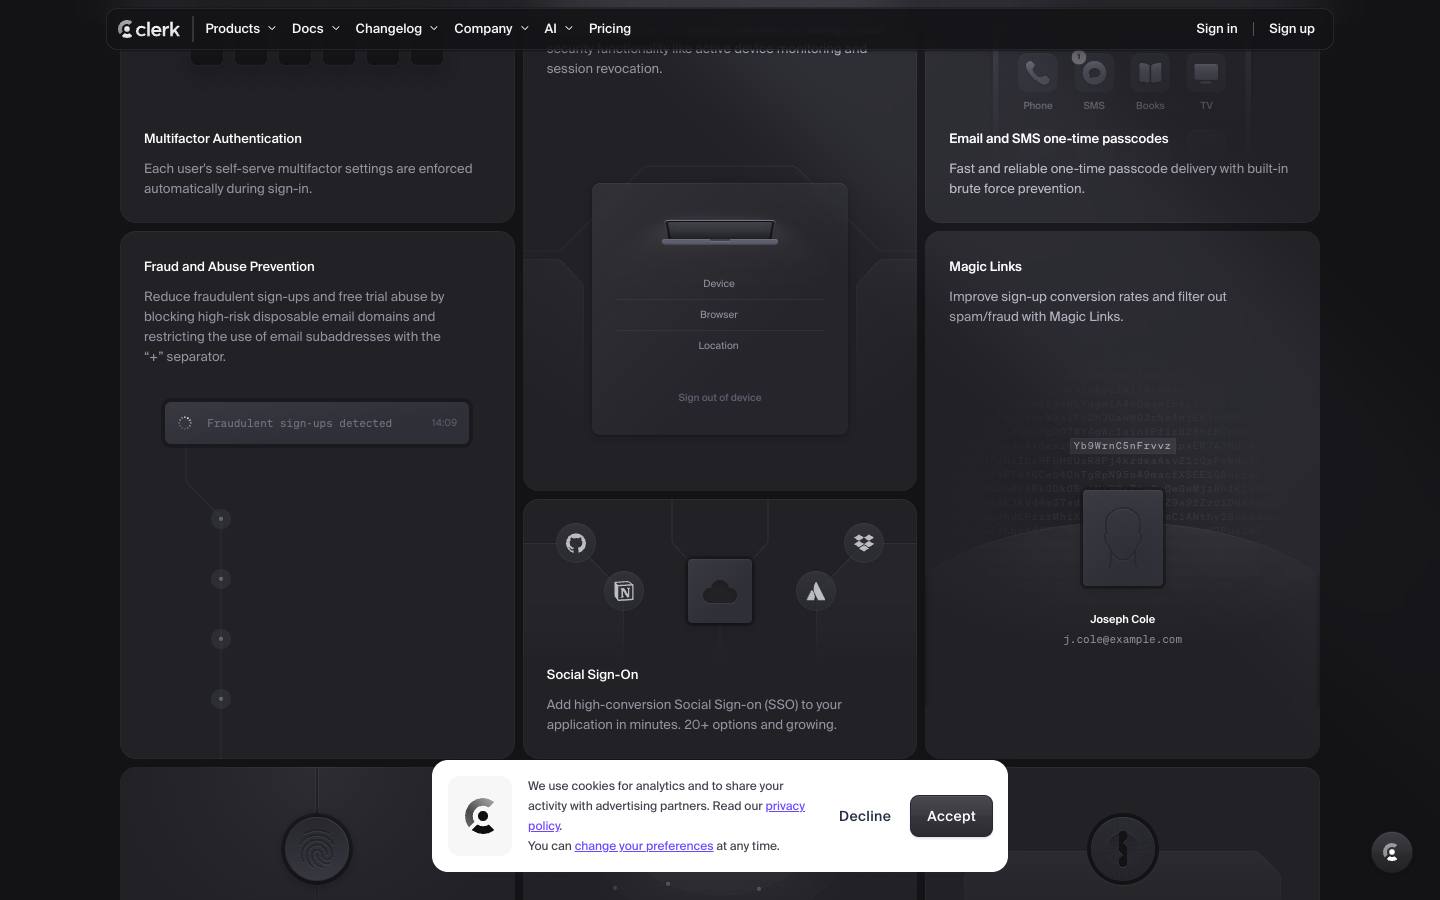 clerk
Products
Docs
Changelog
Company
AI
Pricing
Sign in
Sign up
security functionality like active device monitoring and
session revocation.
Phone
SMS
Books
TV
Multifactor Authentication
Each user's self-serve multifactor settings are enforced
automatically during sign-in.
Email and SMS one-time passcodes
Fast and reliable one-time passcode delivery with built-in
brute force prevention.
Fraud and Abuse Prevention
Reduce fraudulent sign-ups and free trial abuse by
blocking high-risk disposable email domains and
restricting the use of email subaddresses with the
“+” separator.
Fraudulent sign-ups detected
14:09
Device
Browser
Location
Sign out of device
Magic Links
Improve sign-up conversion rates and filter out
spam/fraud with Magic Links.
Yb9WrnC5nFrvvz
Joseph Cole
j.cole@example.com
Social Sign-On
Add high-conversion Social Sign-on (SSO) to your
application in minutes. 20+ options and growing.
We use cookies for analytics and to share your
activity with advertising partners. Read our privacy
policy.
You can change your preferences at any time.
Decline
Accept